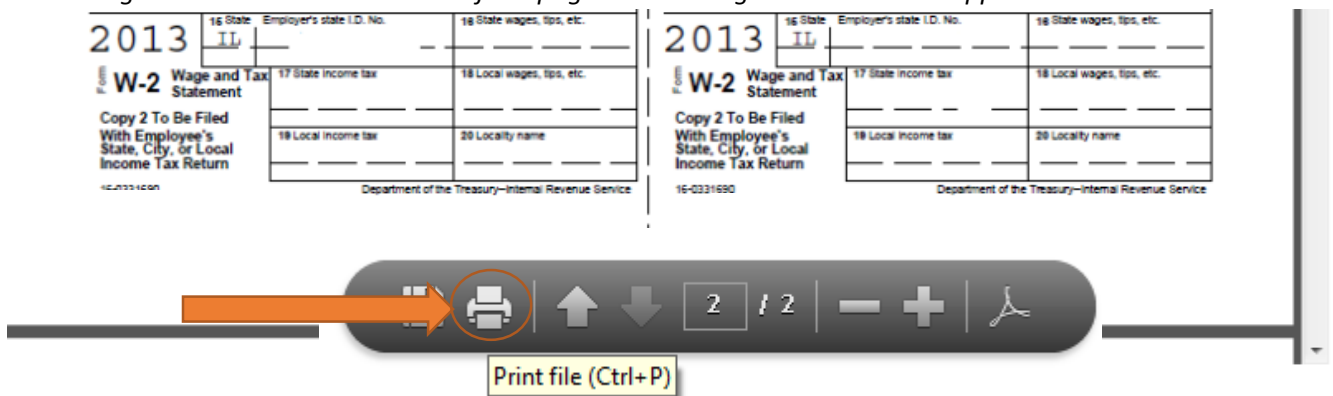 2013 16 State Employer's state I.D. No. 18 State wages, tips, etc.
IL
Form W-2 Wage and Tax Statement 17 State income tax 18 Local wages, tips, etc.
Copy 2 To Be Filed
With Employee's
State, City, or Local
Income Tax Return
19 Local income tax 20 Locality name
16-0331690 Department of the Treasury—Internal Revenue Service
2013 16 State Employer's state I.D. No. 18 State wages, tips, etc.
IL
Form W-2 Wage and Tax Statement 17 State income tax 18 Local wages, tips, etc.
Copy 2 To Be Filed
With Employee's
State, City, or Local
Income Tax Return
19 Local income tax 20 Locality name
16-0331690 Department of the Treasury—Internal Revenue Service
2 / 2
Print file (Ctrl+P)